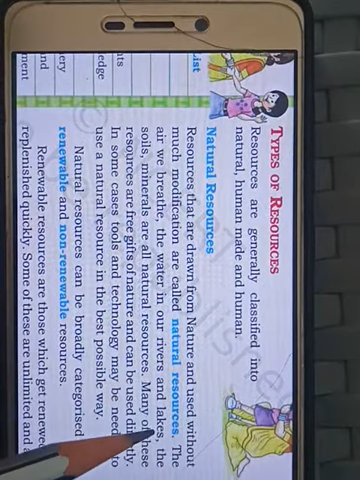 TYPES OF RESOURCES
Resources are generally classified into
natural, human made and human.
Natural Resources
Resources that are drawn from Nature and used without
much modification are called natural resources. The
air we breathe, the water in our rivers and lakes, the
soils, minerals are all natural resources. Many of these
resources are free gifts of nature and can be used directly.
In some cases tools and technology may be needed to
use a natural resource in the best possible way.
Natural resources can be broadly categorised
renewable and non-renewable resources.
Renewable resources are those which get renewed
replenished quickly. Some of these are unlimited and
List
edge